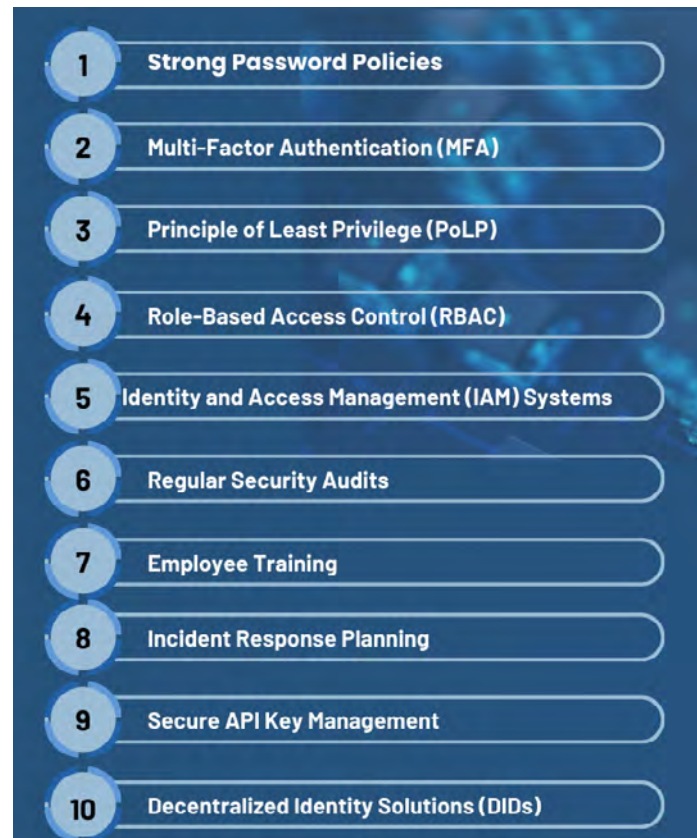 1 Strong Password Policies
2 Multi-Factor Authentication (MFA)
3 Principle of Least Privilege (PoLP)
4 Role-Based Access Control (RBAC)
5 Identity and Access Management (IAM) Systems
6 Regular Security Audits
7 Employee Training
8 Incident Response Planning
9 Secure API Key Management
10 Decentralized Identity Solutions (DIDs)